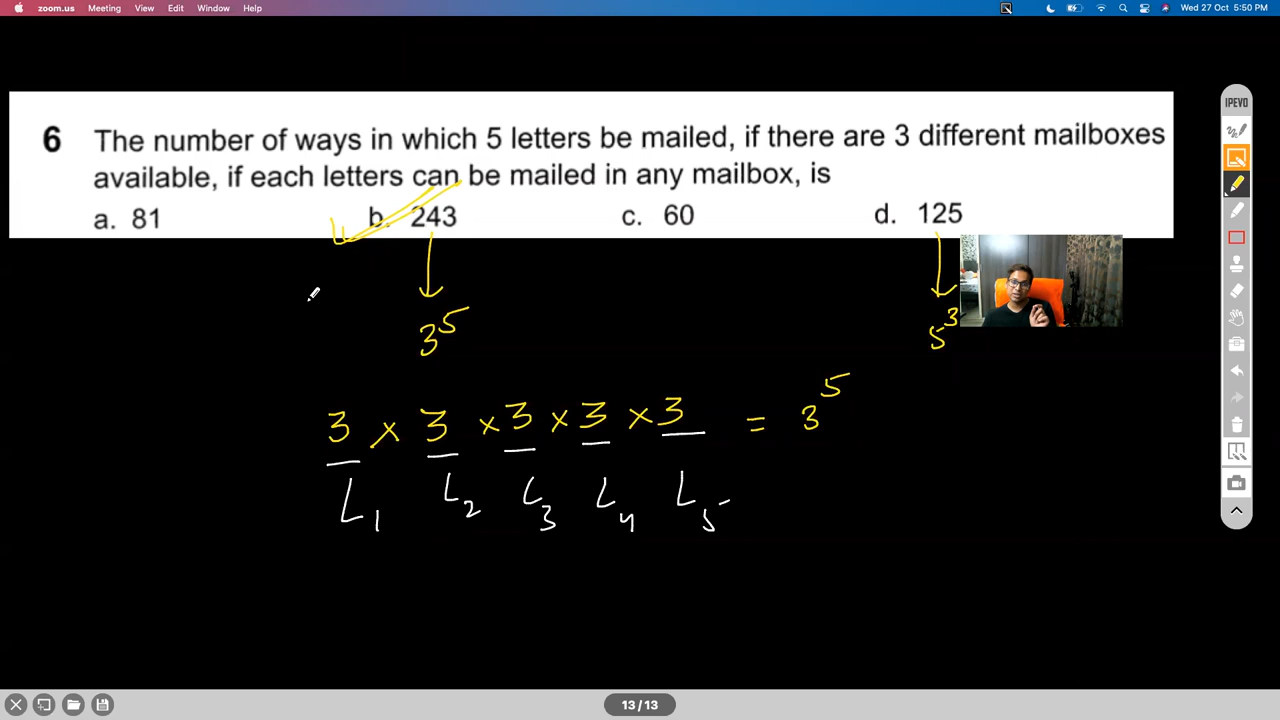 zoom.us Meeting View Edit Window Help Wed 27 Oct 5:50 PM
IPEVO
6 The number of ways in which 5 letters be mailed, if there are 3 different mailboxes
available, if each letters can be mailed in any mailbox, is
a. 81 b. 243 c. 60 d. 125
3^5 5^3
3 × 3 × 3 × 3 × 3 = 3^5
L1 L2 L3 L4 L5
13/13